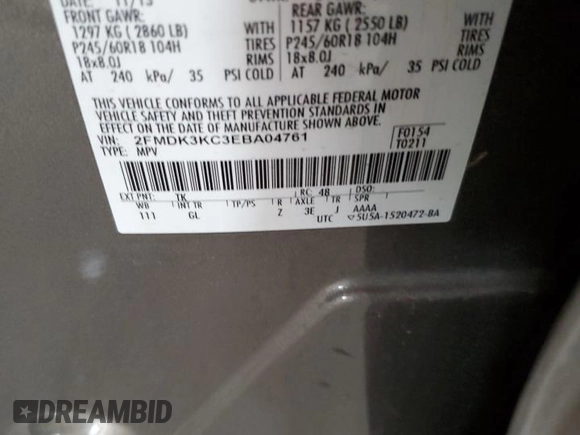 DATE: 11/13
FRONT GAWR:
1297 KG ( 2860 LB)
P245/60R18 104H
18x8.0J
AT 240 kPa/ 35
REAR GAWR:
1157 KG ( 2550 LB)
TIRES P245/60R18 104H TIRES
RIMS 18x8.0J RIMS
PSI COLD AT 240 kPa/ 35 PSI COLD
THIS VEHICLE CONFORMS TO ALL APPLICABLE FEDERAL MOTOR
VEHICLE SAFETY AND THEFT PREVENTION STANDARDS IN
EFFECT ON THE DATE OF MANUFACTURE SHOWN ABOVE.
VIN: 2FMDK3KC3EBA04761
TYPE: MPV
F0154
T0211
EXT PNT: TK RC: 48 DSO:
WB INT TR TP/PS R AXLE TR SPR
111 GL Z 3E J AAAA
UTC ▽5U5A-1520472-BA
DREAMBID